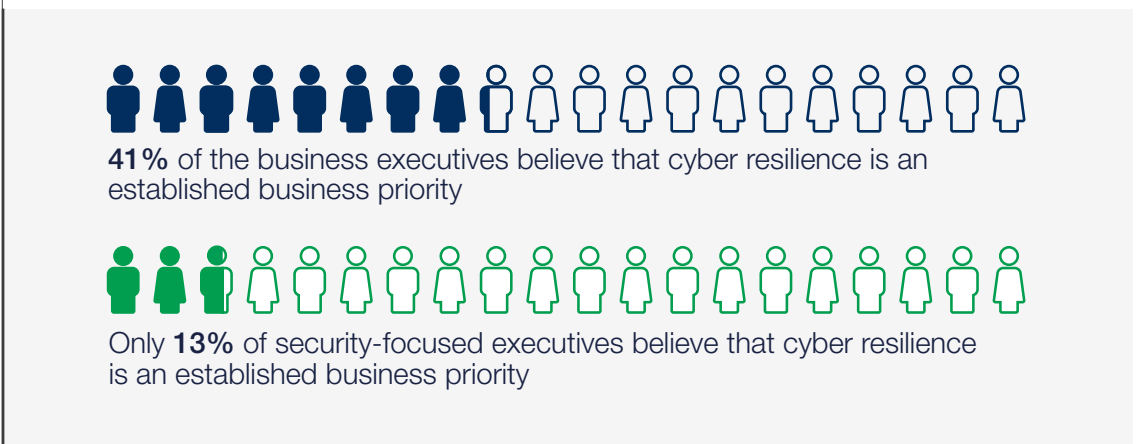 41% of the business executives believe that cyber resilience is an
established business priority
Only 13% of security-focused executives believe that cyber resilience
is an established business priority